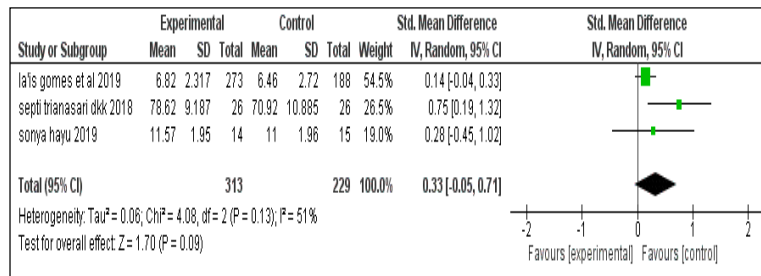 Experimental Control Std. Mean Difference Std. Mean Difference
Study or Subgroup Mean SD Total Mean SD Total Weight IV, Random, 95% CI IV, Random, 95% CI
la'is gomes et al 2019 6.82 2.317 273 6.46 2.72 188 54.5% 0.14 [-0.04, 0.33]
septi trianasari dkk 2018 78.62 9.187 26 70.92 10.885 26 26.5% 0.75 [0.19, 1.32]
sonya hayu 2019 11.57 1.95 14 11 1.96 15 19.0% 0.28 [-0.45, 1.02]
Total (95% CI) 313 229 100.0% 0.33 [-0.05, 0.71]
Heterogeneity: Tau² = 0.06; Chi² = 4.08, df = 2 (P = 0.13); I² = 51%
Test for overall effect: Z = 1.70 (P = 0.09)
-2 -1 0 1 2
Favours [experimental] Favours [control]